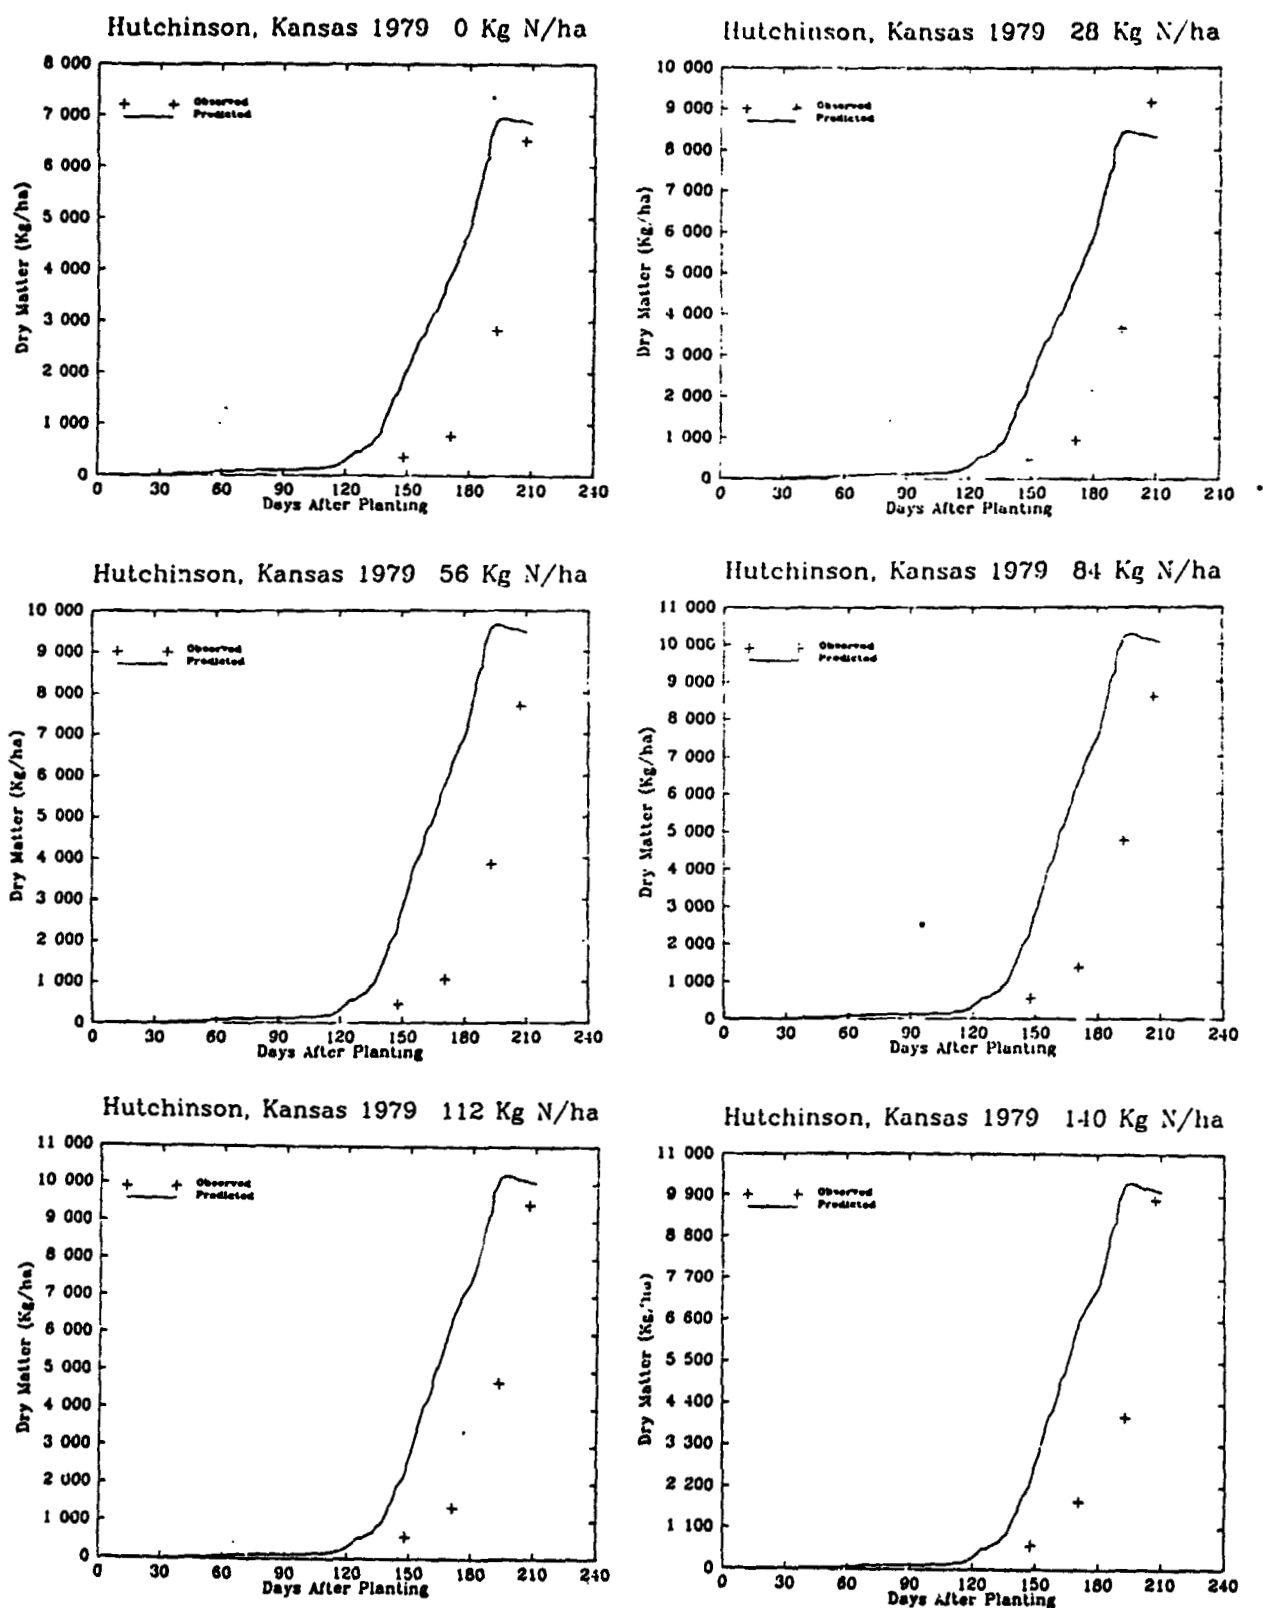 Hutchinson, Kansas 1979 0 Kg N/ha
8 000
7 000
6 000
5 000
4 000
3 000
2 000
1 000
0
Dry Matter (Kg/ha)
Observed
Predicted
0 30 60 90 120 150 180 210 240
Days After Planting
Hutchinson, Kansas 1979 28 Kg N/ha
10 000
9 000
8 000
7 000
6 000
5 000
4 000
3 000
2 000
1 000
0
Dry Matter (Kg/ha)
Observed
Predicted
0 30 60 90 120 150 180 210 240
Days After Planting
Hutchinson, Kansas 1979 56 Kg N/ha
10 000
9 000
8 000
7 000
6 000
5 000
4 000
3 000
2 000
1 000
0
Dry Matter (Kg/ha)
Observed
Predicted
0 30 60 90 120 150 180 210 240
Days After Planting
Hutchinson, Kansas 1979 84 Kg N/ha
11 000
10 000
9 000
8 000
7 000
6 000
5 000
4 000
3 000
2 000
1 000
0
Dry Matter (Kg/ha)
Observed
Predicted
0 30 60 90 120 150 180 210 240
Days After Planting
Hutchinson, Kansas 1979 112 Kg N/ha
11 000
10 000
9 000
8 000
7 000
6 000
5 000
4 000
3 000
2 000
1 000
0
Dry Matter (Kg/ha)
Observed
Predicted
0 30 60 90 120 150 180 210 240
Days After Planting
Hutchinson, Kansas 1979 140 Kg N/ha
11 000
9 900
8 800
7 700
6 600
5 500
4 400
3 300
2 200
1 100
0
Dry Matter (Kg/ha)
Observed
Predicted
0 30 60 90 120 150 180 210 240
Days After Planting